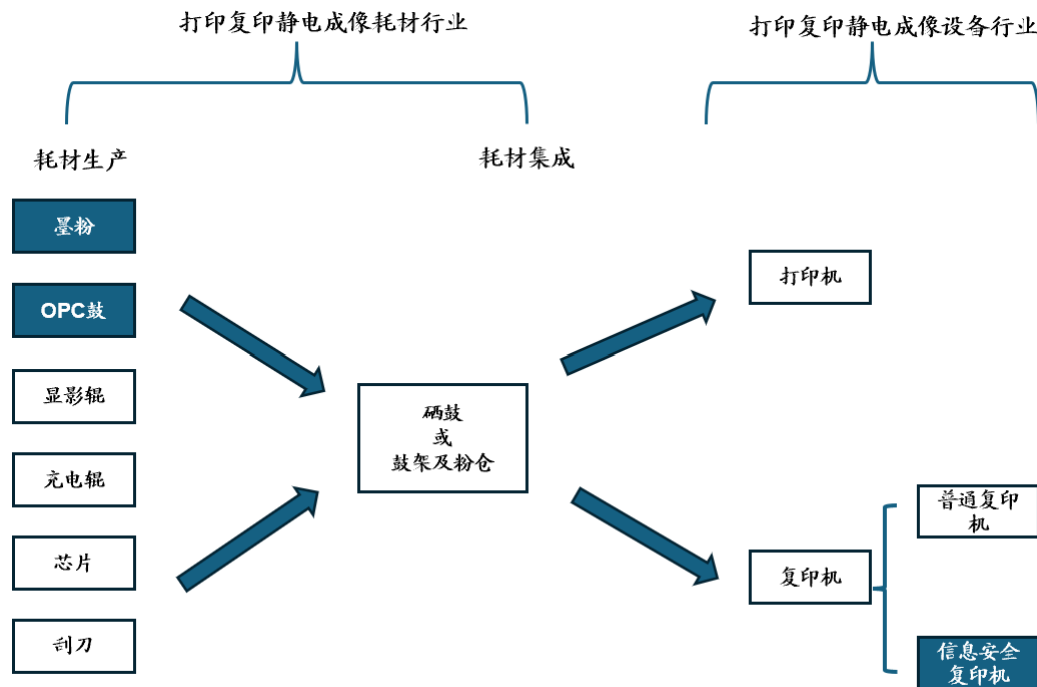 打印复印静电成像耗材行业
打印复印静电成像设备行业
耗材生产
耗材集成
墨粉
OPC鼓
显影辊
充电辊
芯片
刮刀
硒鼓
或
鼓架及粉仓
打印机
复印机
普通复印
机
信息安全
复印机